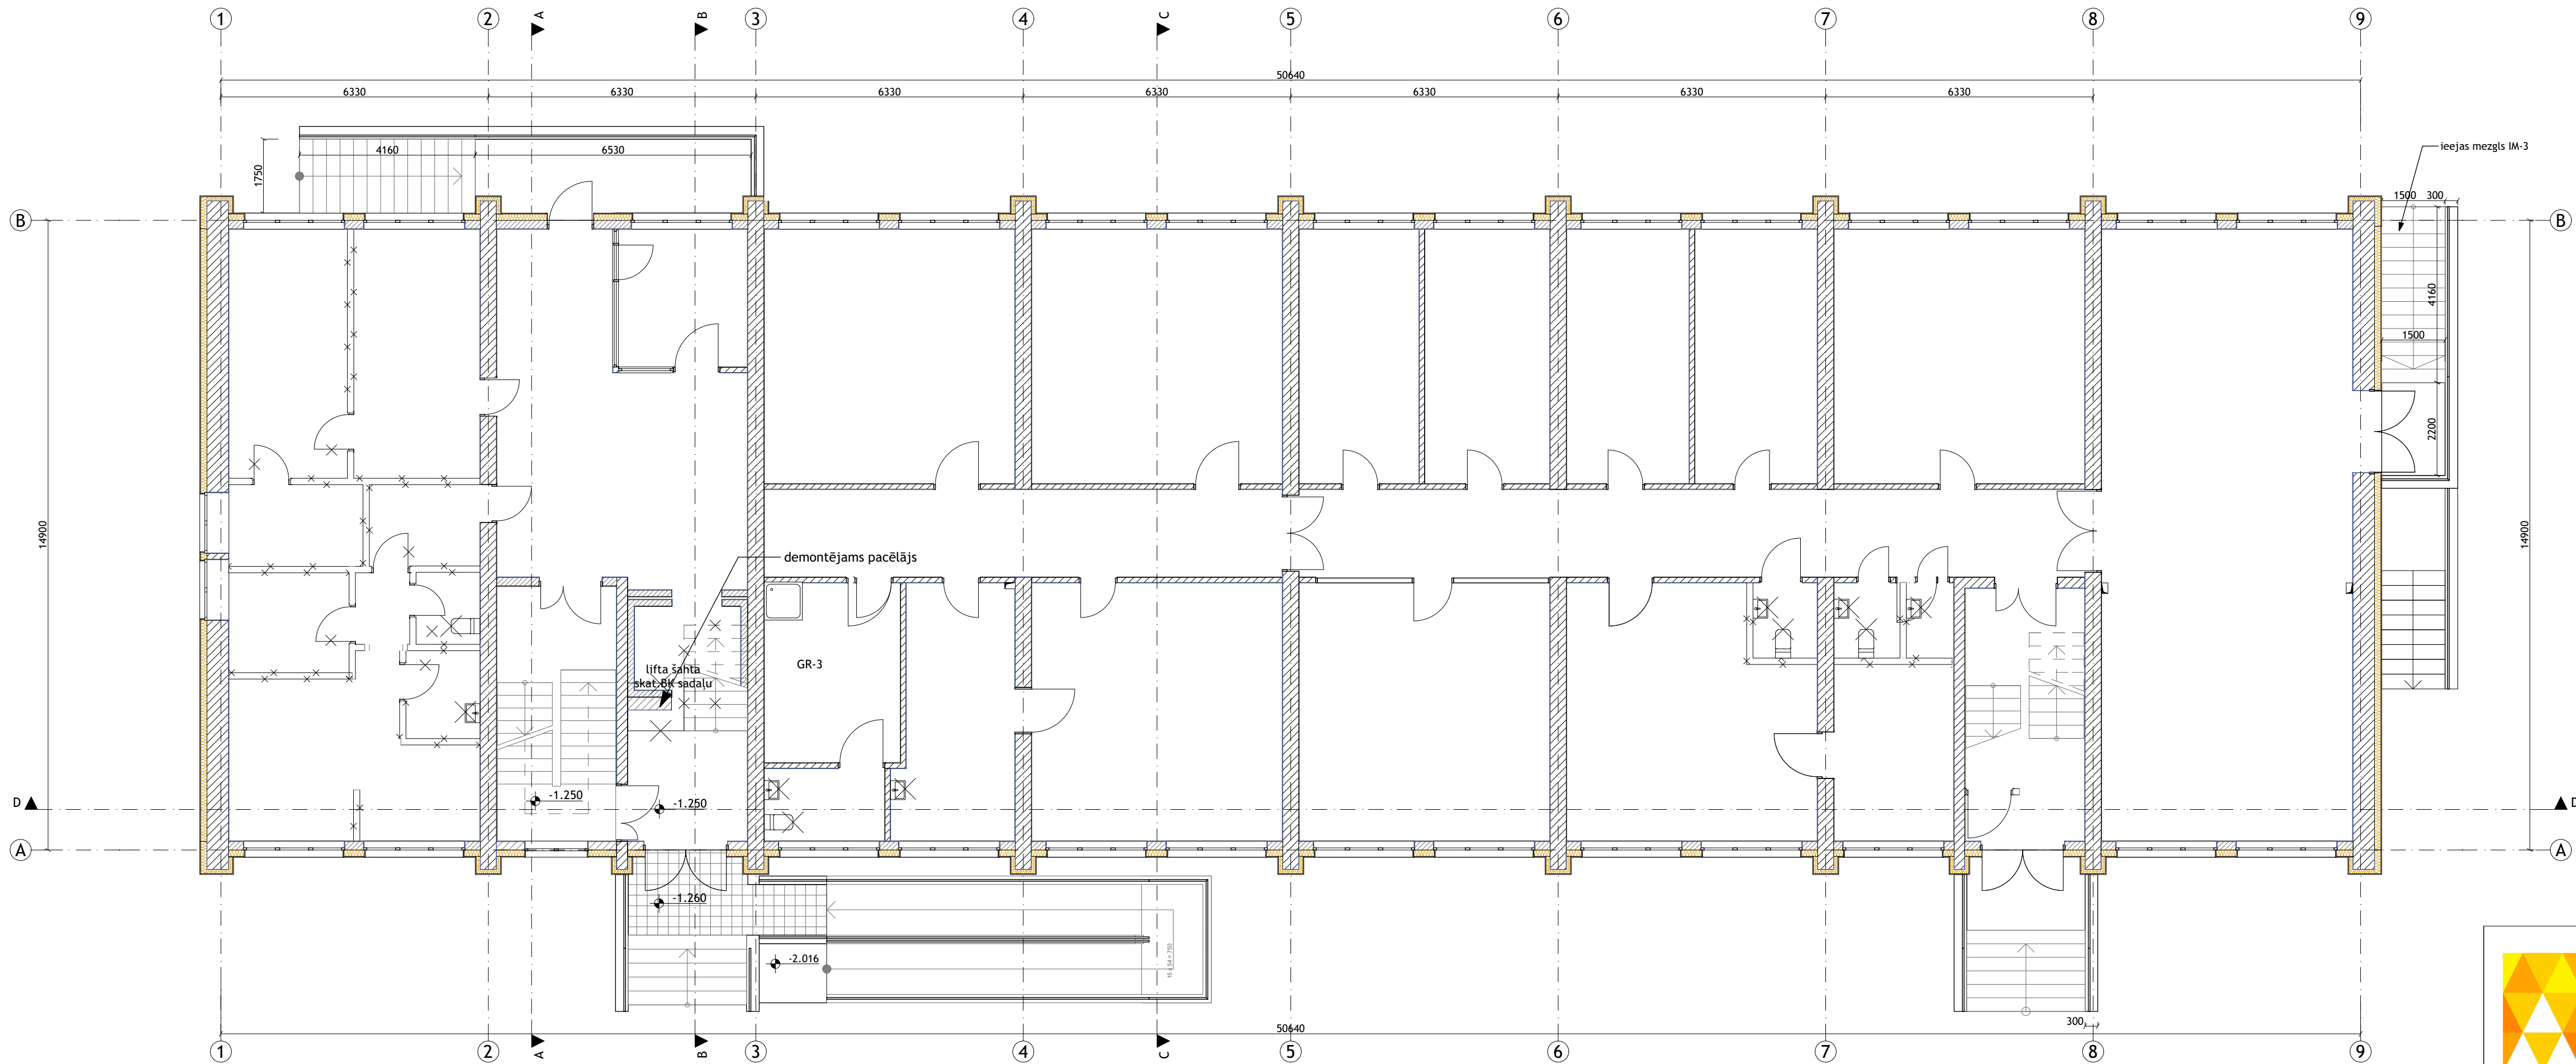 1 2 A B 3 4 C 5 6 7 8 9
50640
6330 6330 6330 6330 6330 6330 6330
ieejas mezgls IM-3
4160 6530
1750
1500 300
B B
4160
1500
2200
14900 14900
demontējams pacēlājs
GR-3
lifta šahta
skat.BK sadaļu
-1.250 -1.250
D D
A A
-1.260
-2.016
15 x 54 = 750
300
50640
1 2 A B 3 4 C 5 6 7 8 9